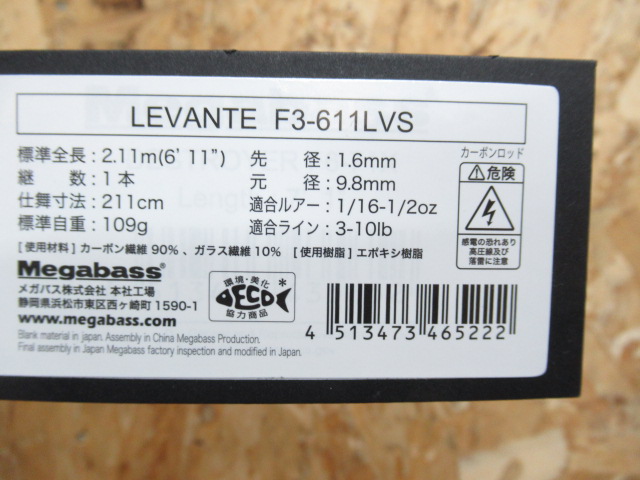 LEVANTE F3-611LVS
標準全長：2.11m(6' 11") 先 径：1.6mm
継 数：1本 元 径：9.8mm
仕舞寸法：211cm 適合ルアー：1/16-1/2oz
標準自重：109g 適合ライン：3-10lb
[使用材料] カーボン繊維 90%、ガラス繊維 10% [使用樹脂] エポキシ樹脂
カーボンロッド
⚠危険
感電の恐れあり
高圧線及び
落雷に注意
Megabass®
メガバス株式会社 本社工場
静岡県浜松市東区西ヶ崎町 1590-1
www.megabass.com
Blank material in japan. Assembly in China Megabass Production.
Final assembly in Japan Megabass factory inspection and modified in Japan.
環境・美化
ECO*
協力商品
4 513473 465222